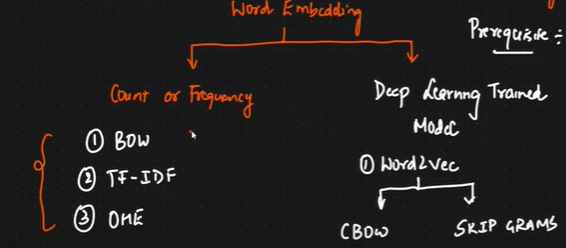 Word Embedding
Prerequisite :
Count or Frequency
Deep Learning Trained
Model
① BOW
② TF-IDF
③ OHE
① Word2Vec
CBOW
SKIP GRAMS